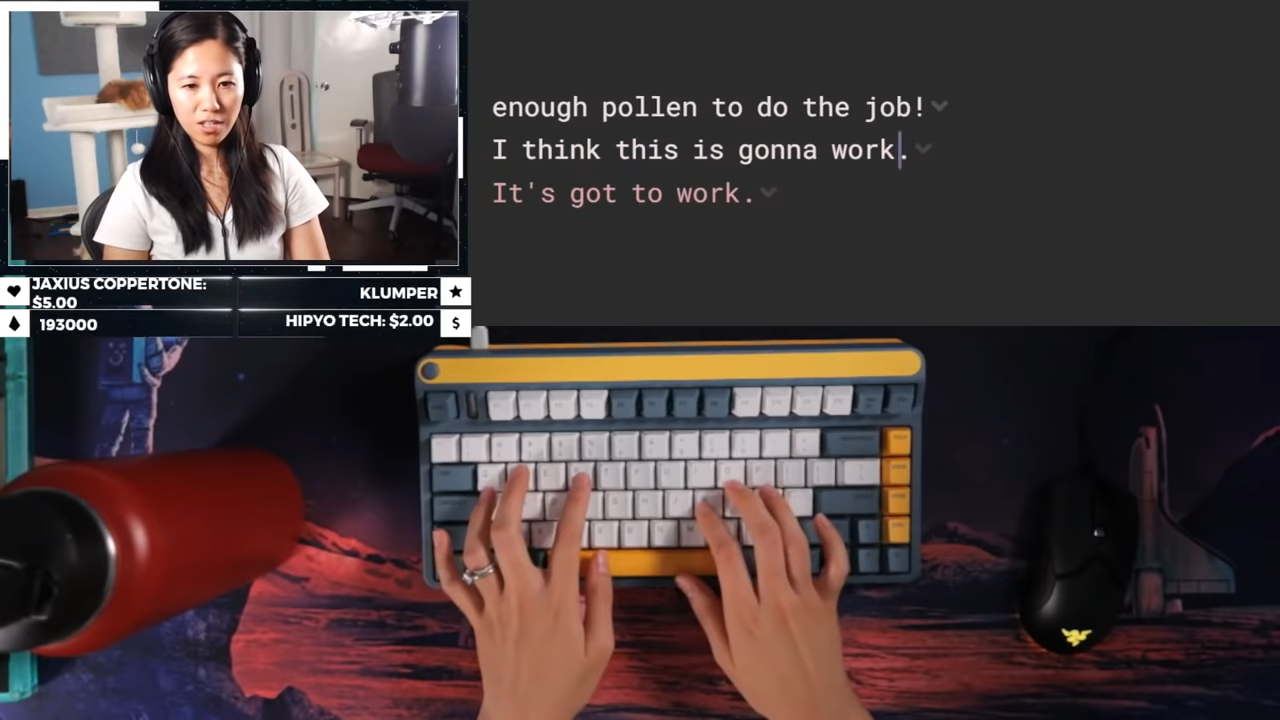 enough pollen to do the job!
I think this is gonna work.
It's got to work.
JAXIUS COPPERTONE:
$5.00
KLUMPER
193000
HIPYO TECH: $2.00
$